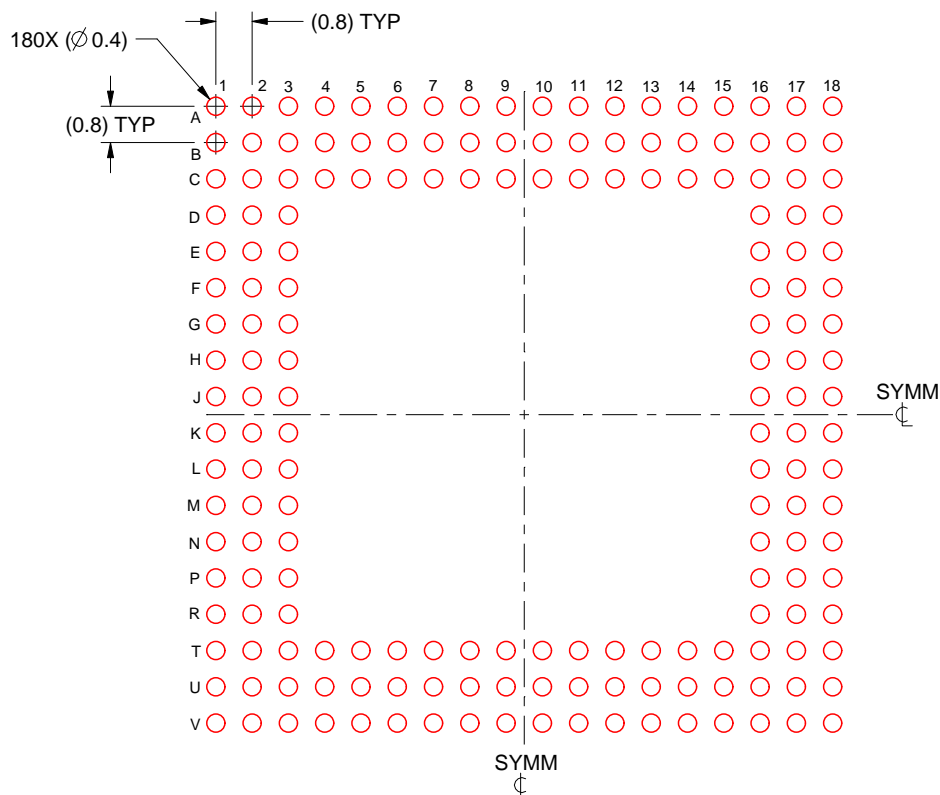 (0.8) TYP
180X (∅ 0.4)
1 2 3 4 5 6 7 8 9 10 11 12 13 14 15 16 17 18
A
(0.8) TYP
B
C
D
E
F
G
H
J
SYMM
℄
K
L
M
N
P
R
T
U
V
SYMM
℄